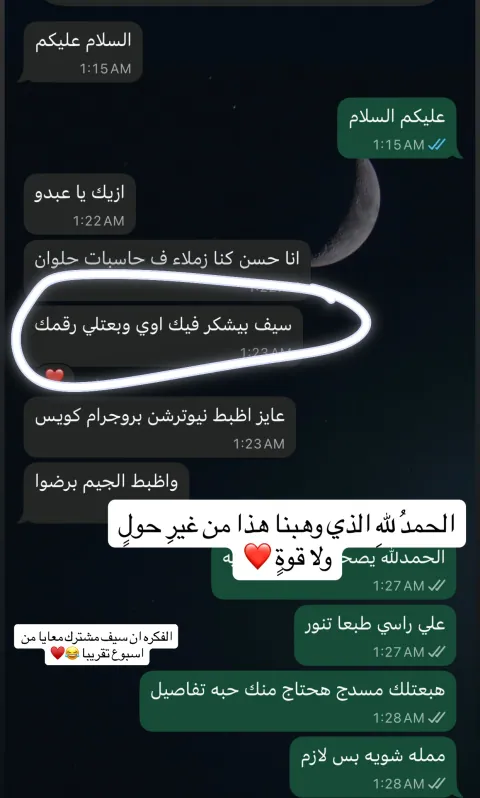 السلام عليكم
1:15 AM
عليكم السلام
1:15 AM
ازيك يا عبدو
1:22 AM
انا حسن كنا زملاء ف حاسبات حلوان
سيف بيشكر فيك اوي وبعتلي رقمك
1:23 AM
❤️
عايز اظبط نيوترشن بروجرام كويس
1:23 AM
واظبط الجيم برضوا
الحمدُ للهِ الذي وهبنا هذا من غيرِ حولٍ
ولا قوةٍ ❤️
الحمدلله
1:27 AM
علي راسي طبعا تنور
1:27 AM
الفكره ان سيف مشترك معايا من
اسبوع تقريبا 😂❤️
هبعتلك مسدج هحتاج منك حبه تفاصيل
1:28 AM
ممله شويه بس لازم
1:28 AM